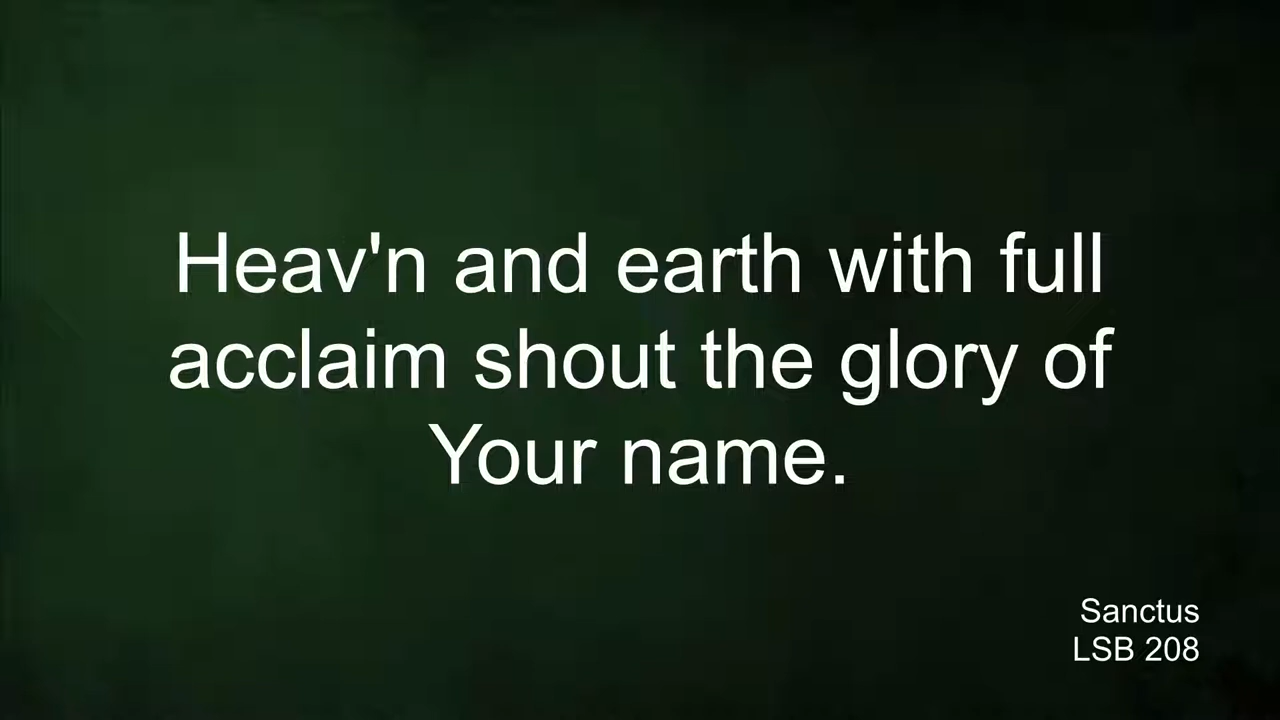 Heav'n and earth with full
acclaim shout the glory of
Your name.
Sanctus
LSB 208